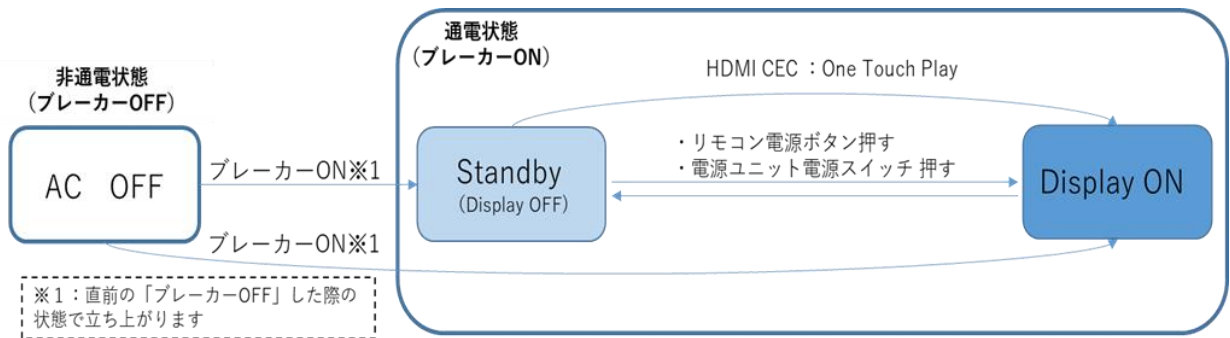 通電状態
（ブレーカーON）
非通電状態
（ブレーカーOFF）
HDMI CEC ：One Touch Play
AC OFF
ブレーカーON※1
Standby
(Display OFF)
・リモコン電源ボタン押す
・電源ユニット電源スイッチ 押す
Display ON
ブレーカーON※1
※１：直前の「ブレーカーOFF」した際の
状態で立ち上がります